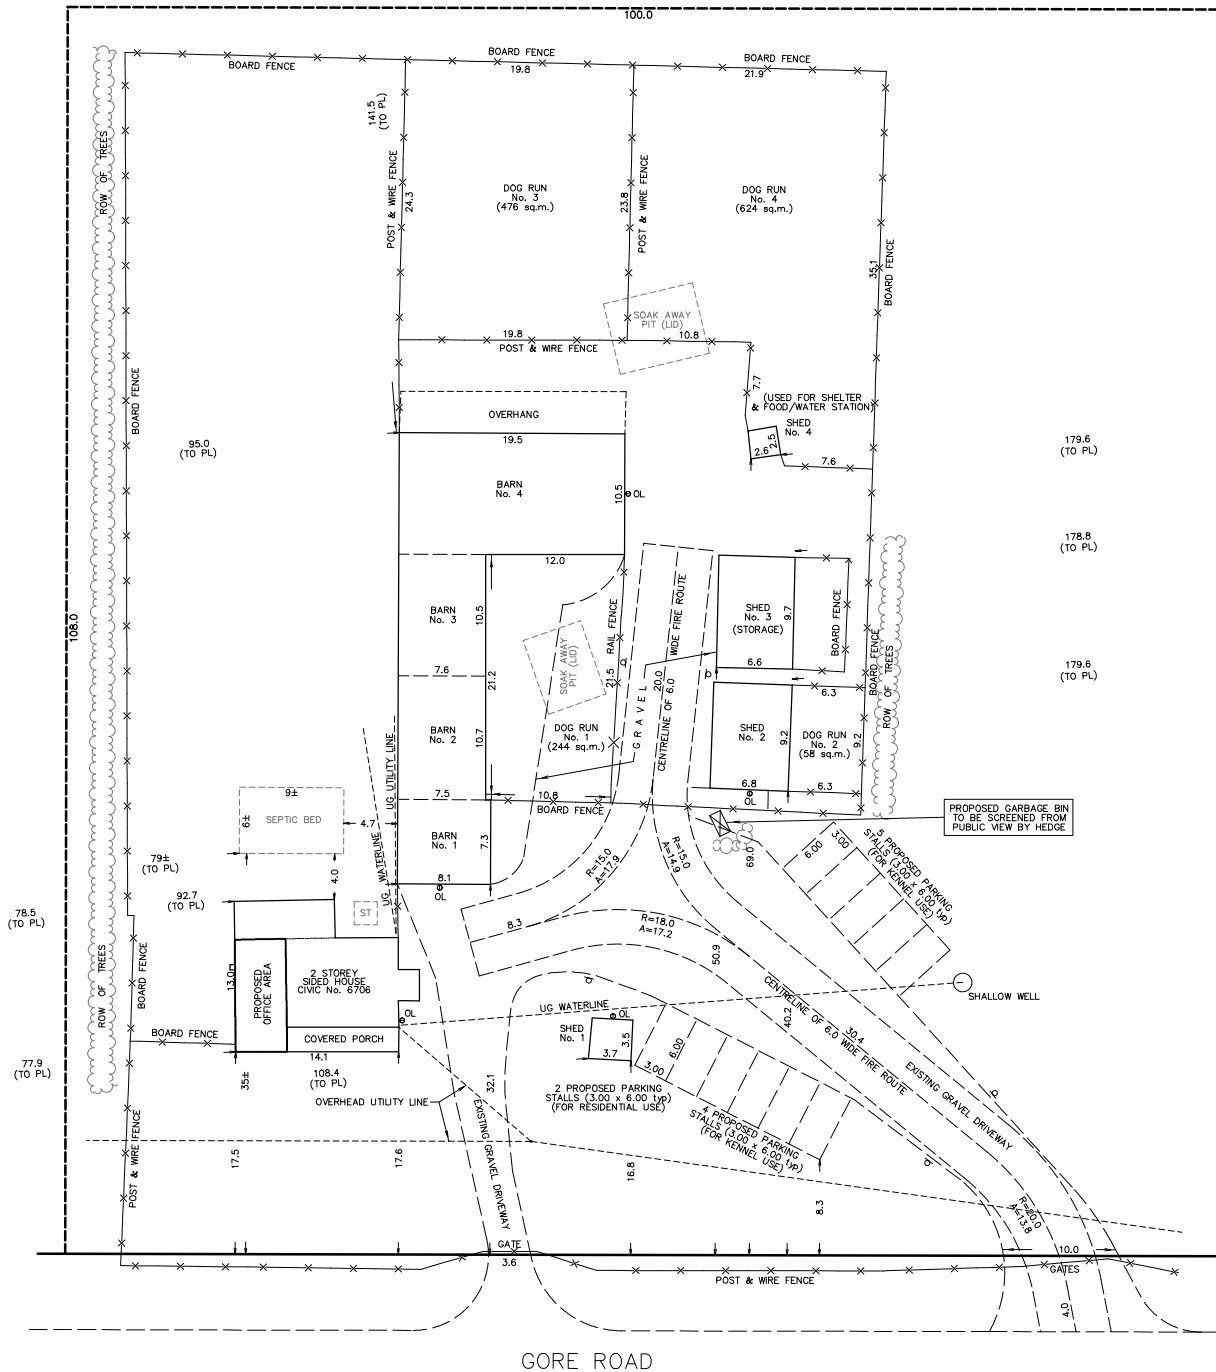 100.0
BOARD FENCE
BOARD FENCE
BOARD FENCE
19.8
21.9
ROW OF TREES
141.5
(TO PL)
POST & WIRE FENCE
24.3
DOG RUN
No. 3
(476 sq.m.)
23.8
POST & WIRE FENCE
DOG RUN
No. 4
(624 sq.m.)
35.1
BOARD FENCE
SOAK AWAY
PIT (LID)
19.8
10.8
POST & WIRE FENCE
7.7
(USED FOR SHELTER
& FOOD/WATER STATION)
SHED
No. 4
2.5
2.6
7.6
BOARD FENCE
95.0
(TO PL)
OVERHANG
19.5
BARN
No. 4
10.5
OL
179.6
(TO PL)
178.8
(TO PL)
179.6
(TO PL)
108.0
12.0
BARN
No. 3
10.5
7.6
21.2
SOAK AWAY
PIT (LID)
RAIL FENCE
21.5
WIDE FIRE ROUTE
20.0
CENTRELINE OF 6.0
GRAVEL
SHED
No. 3
(STORAGE)
9.7
6.6
BOARD FENCE
BOARD FENCE
ROW OF TREES
6.3
BARN
No. 2
10.7
DOG RUN
No. 1
(244 sq.m.)
SHED
No. 2
9.2
DOG RUN
No. 2
(58 sq.m.)
9.2
6.8
6.3
OL
7.5
10.8
BOARD FENCE
UG UTILITY LINE
UG WATERLINE
9±
6±
SEPTIC BED
4.7
BARN
No. 1
7.3
8.1
OL
PROPOSED GARBAGE BIN
TO BE SCREENED FROM
PUBLIC VIEW BY HEDGE
R=15.0
A=17.9
R=15.0
A=14.9
69.0
6.00
3.00
5 PROPOSED PARKING
STALLS (3.00 x 6.00 typ)
(FOR KENNEL USE)
79±
(TO PL)
92.7
(TO PL)
78.5
(TO PL)
4.0
ST
8.3
R=18.0
A=17.2
50.9
ROW OF TREES
BOARD FENCE
13.0
PROPOSED
OFFICE AREA
2 STOREY
SIDED HOUSE
CIVIC No. 6706
OL
COVERED PORCH
BOARD FENCE
14.1
108.4
(TO PL)
35±
77.9
(TO PL)
OVERHEAD UTILITY LINE
UG WATERLINE
SHALLOW WELL
SHED
No. 1
OL
3.5
3.7
3.00
6.00
CENTRELINE OF 6.0 WIDE FIRE ROUTE
40.2
30.4
EXISTING GRAVEL DRIVEWAY
2 PROPOSED PARKING
STALLS (3.00 x 6.00 typ)
(FOR RESIDENTIAL USE)
4 PROPOSED PARKING
STALLS (3.00 x 6.00 typ)
(FOR KENNEL USE)
32.1
EXISTING GRAVEL DRIVEWAY
POST & WIRE FENCE
17.5
17.6
16.8
8.3
R=20.0
A=13.8
10.0
GATE
3.6
POST & WIRE FENCE
GATES
4.0
GORE ROAD